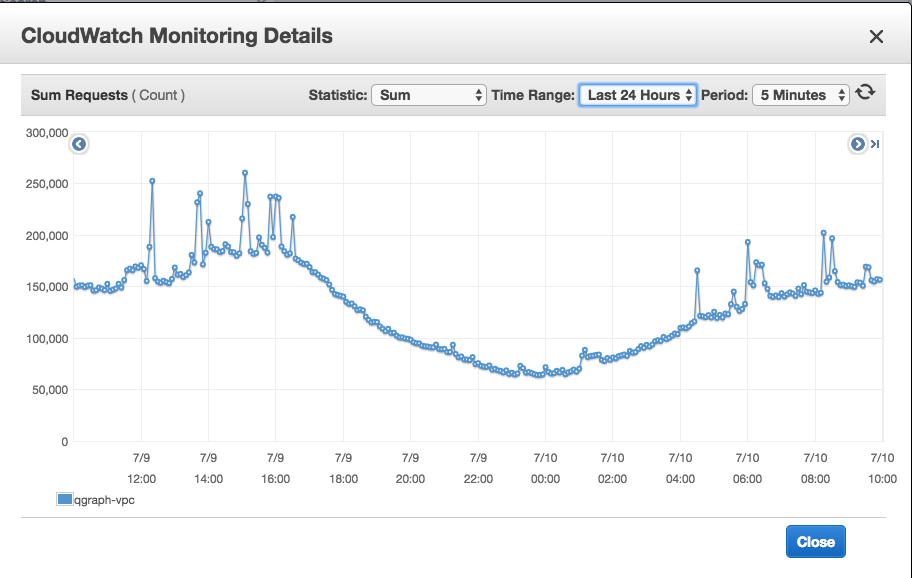 CloudWatch Monitoring Details
Sum Requests ( Count ) Statistic: Sum Time Range: Last 24 Hours Period: 5 Minutes
300,000
250,000
200,000
150,000
100,000
50,000
0
7/9 7/9 7/9 7/9 7/9 7/9 7/10 7/10 7/10 7/10 7/10 7/10
12:00 14:00 16:00 18:00 20:00 22:00 00:00 02:00 04:00 06:00 08:00 10:00
qgraph-vpc
Close